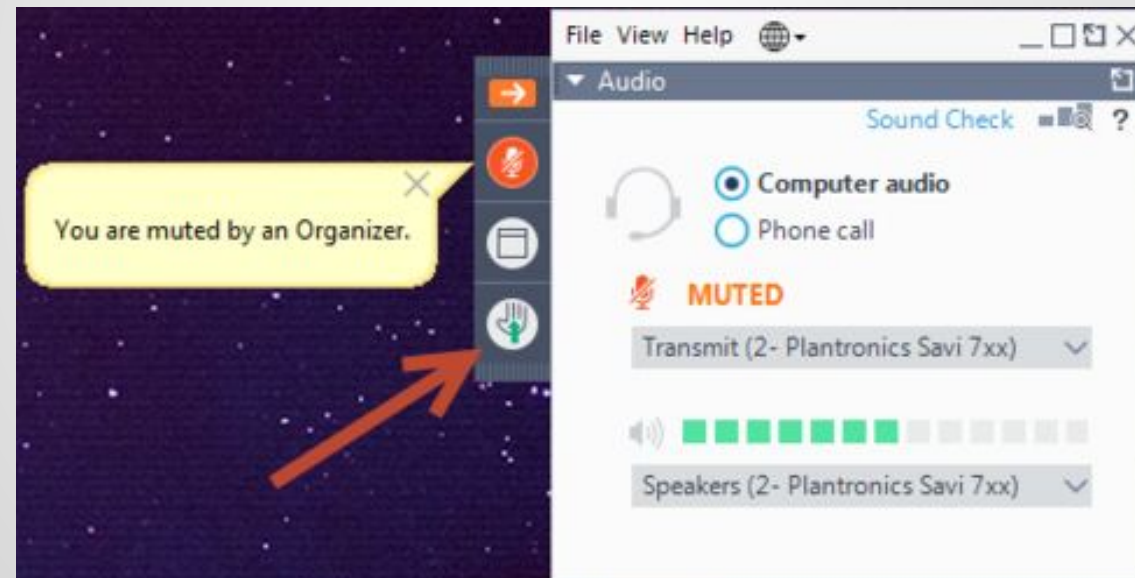 File View Help
Audio
Sound Check ?
Computer audio
You are muted by an Organizer.
Phone call
MUTED
Transmit (2- Plantronics Savi 7xx)
Speakers (2- Plantronics Savi 7xx)